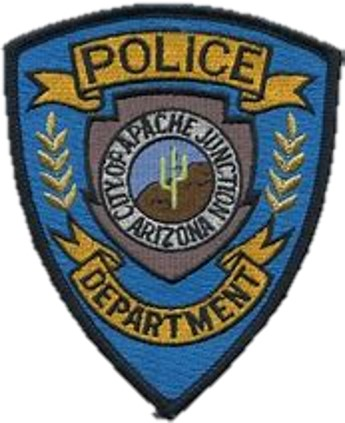 POLICE
CITY OF APACHE JUNCTION
ARIZONA
DEPARTMENT